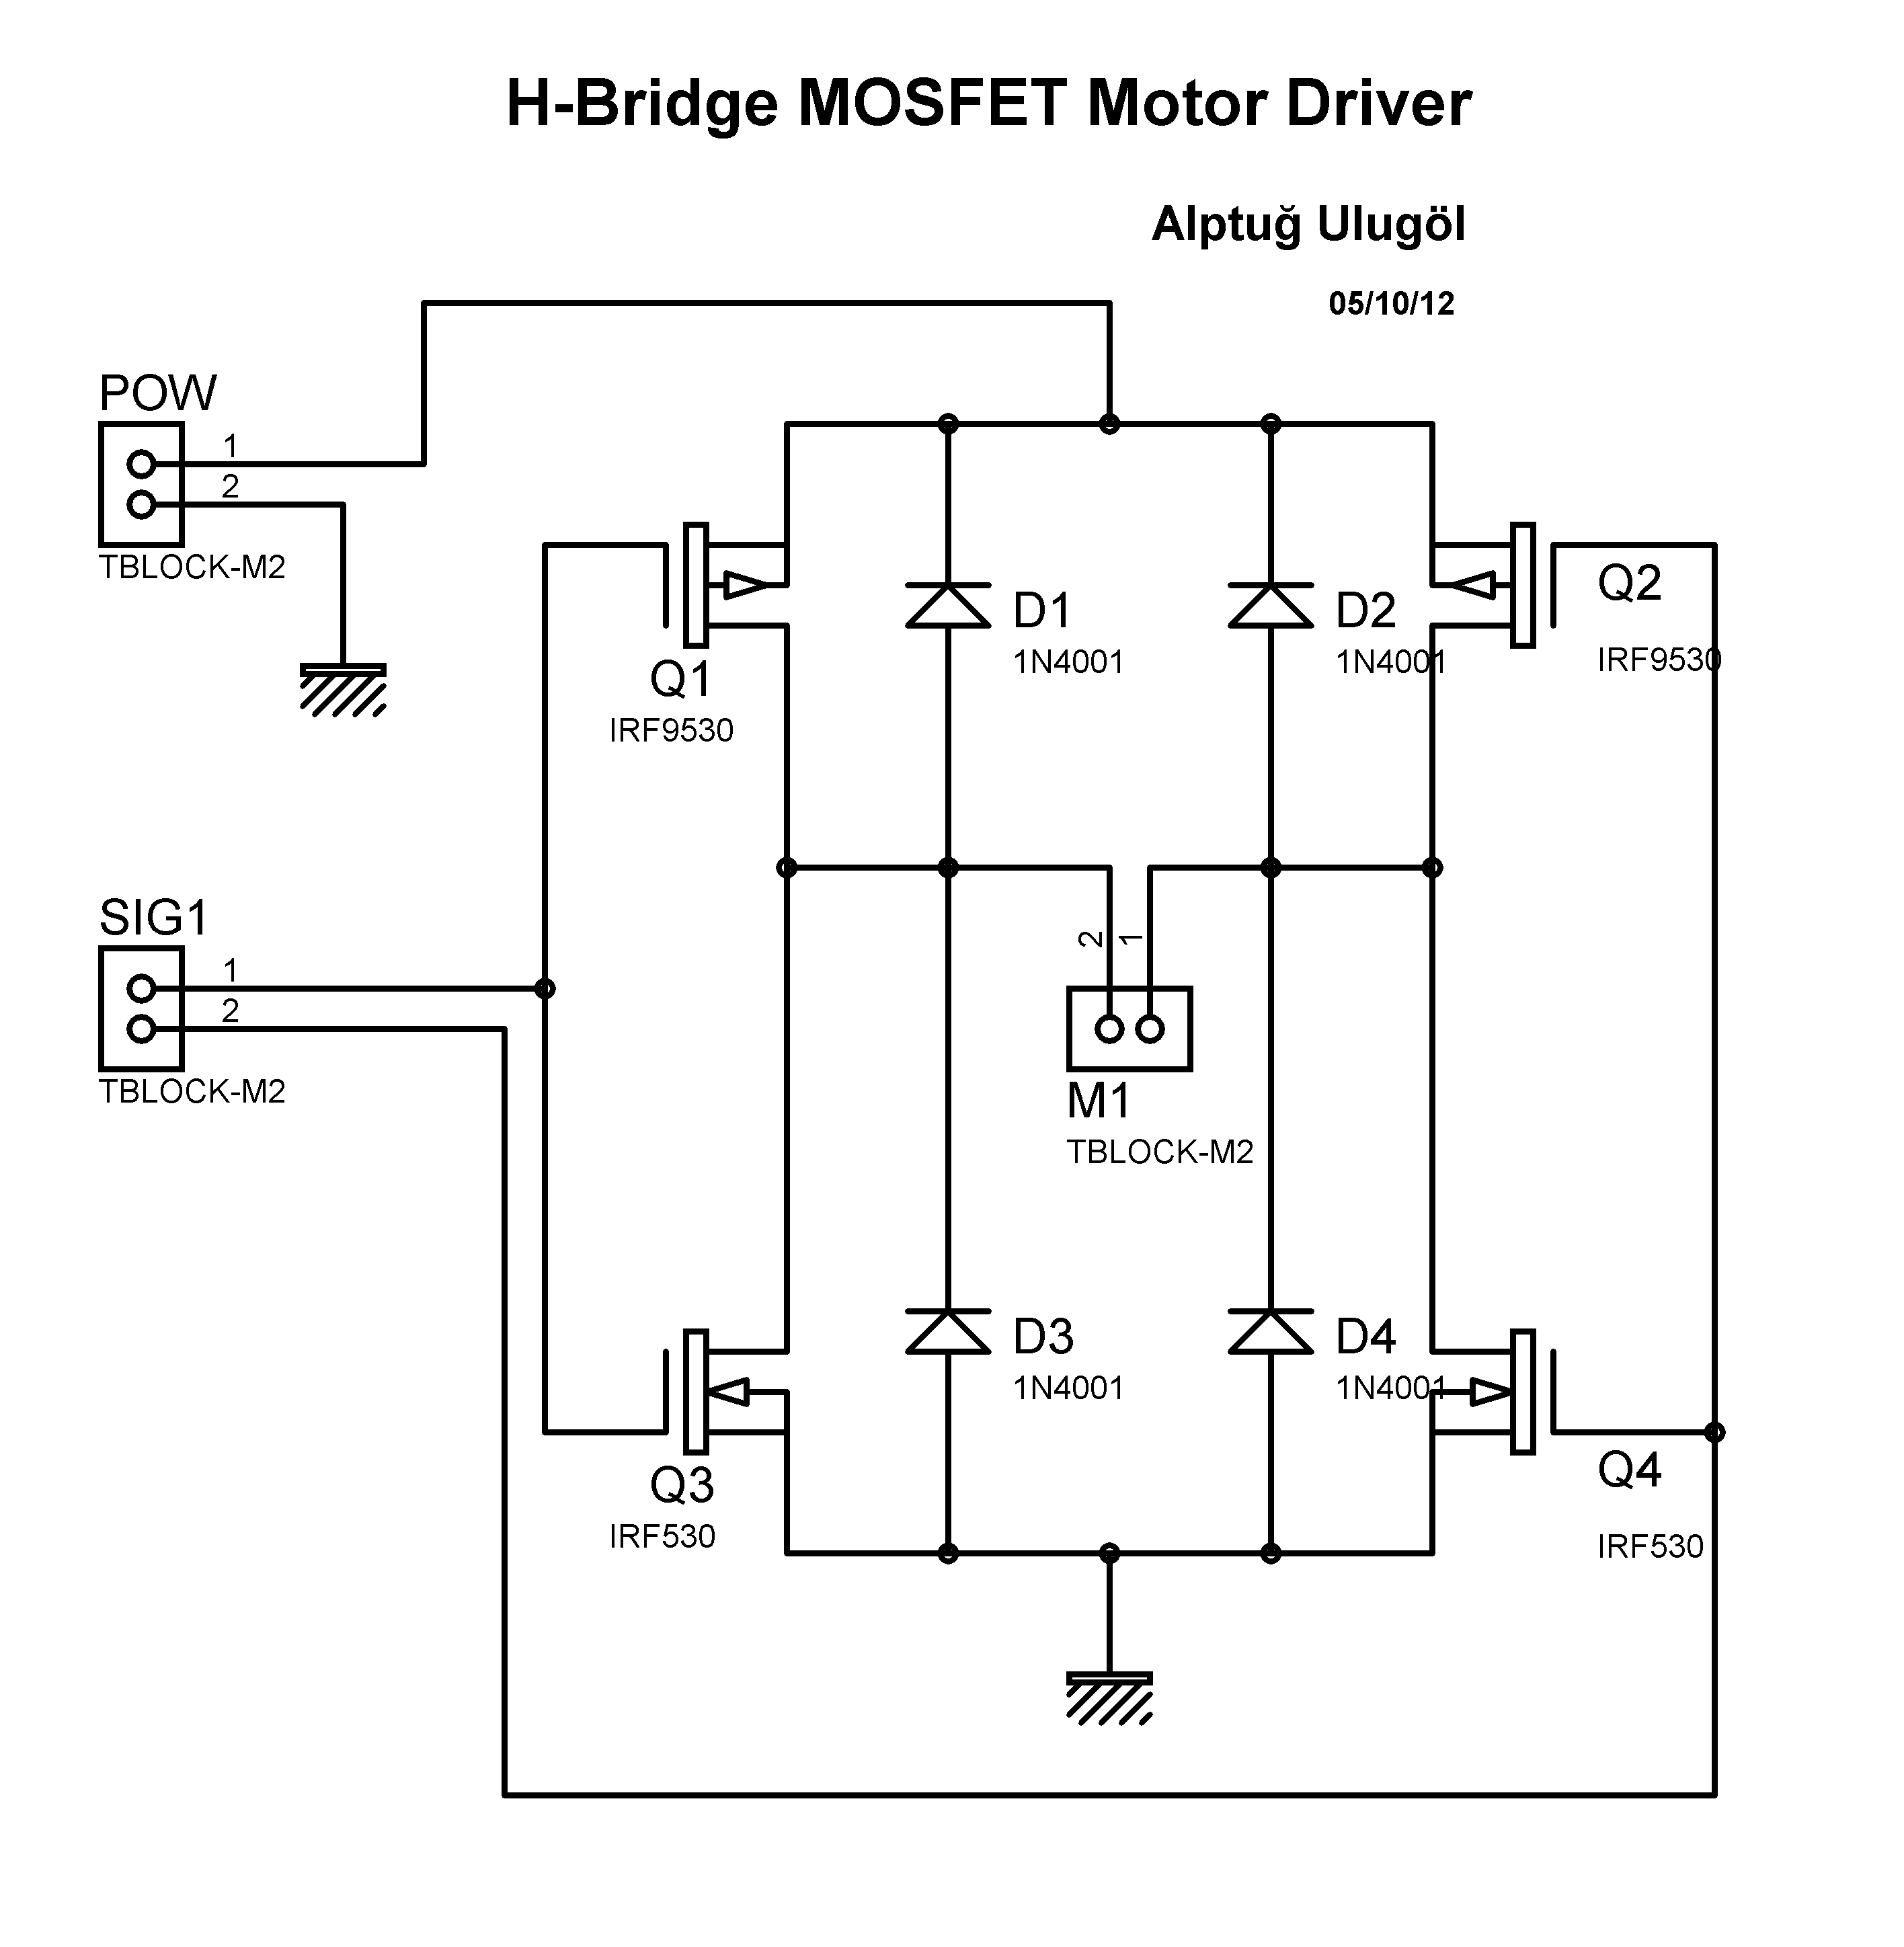 H-Bridge MOSFET Motor Driver
Alptuğ Ulugöl
05/10/12
POW
1
2
TBLOCK-M2
Q1
IRF9530
D1
1N4001
D2
1N4001
Q2
IRF9530
SIG1
1
2
TBLOCK-M2
2
1
M1
TBLOCK-M2
Q3
IRF530
D3
1N4001
D4
1N4001
Q4
IRF530